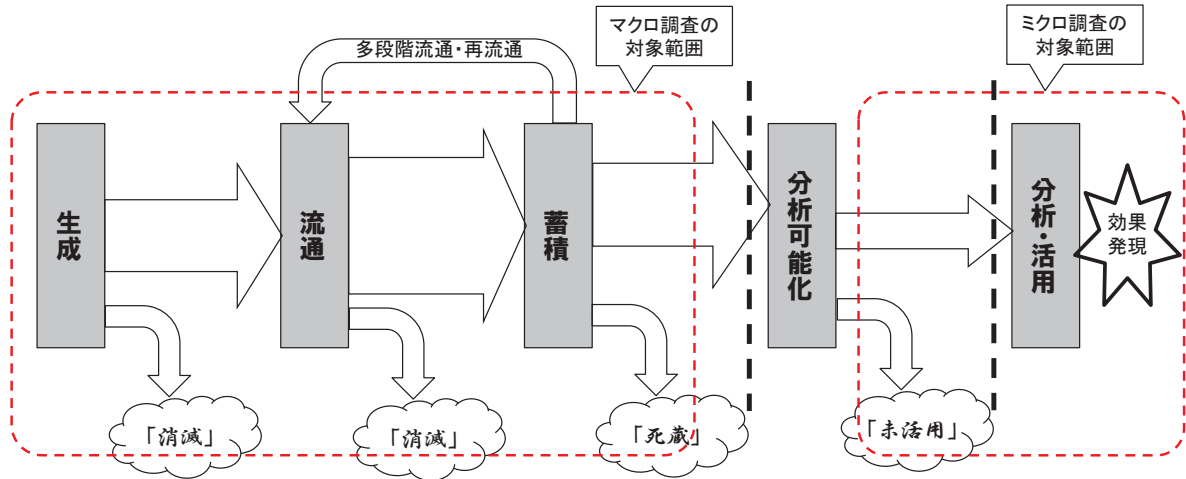 多段階流通・再流通
マクロ調査の
対象範囲
ミクロ調査の
対象範囲
生成
流通
蓄積
分析可能化
分析・活用
効果
発現
「消滅」
「消滅」
「死蔵」
「未活用」